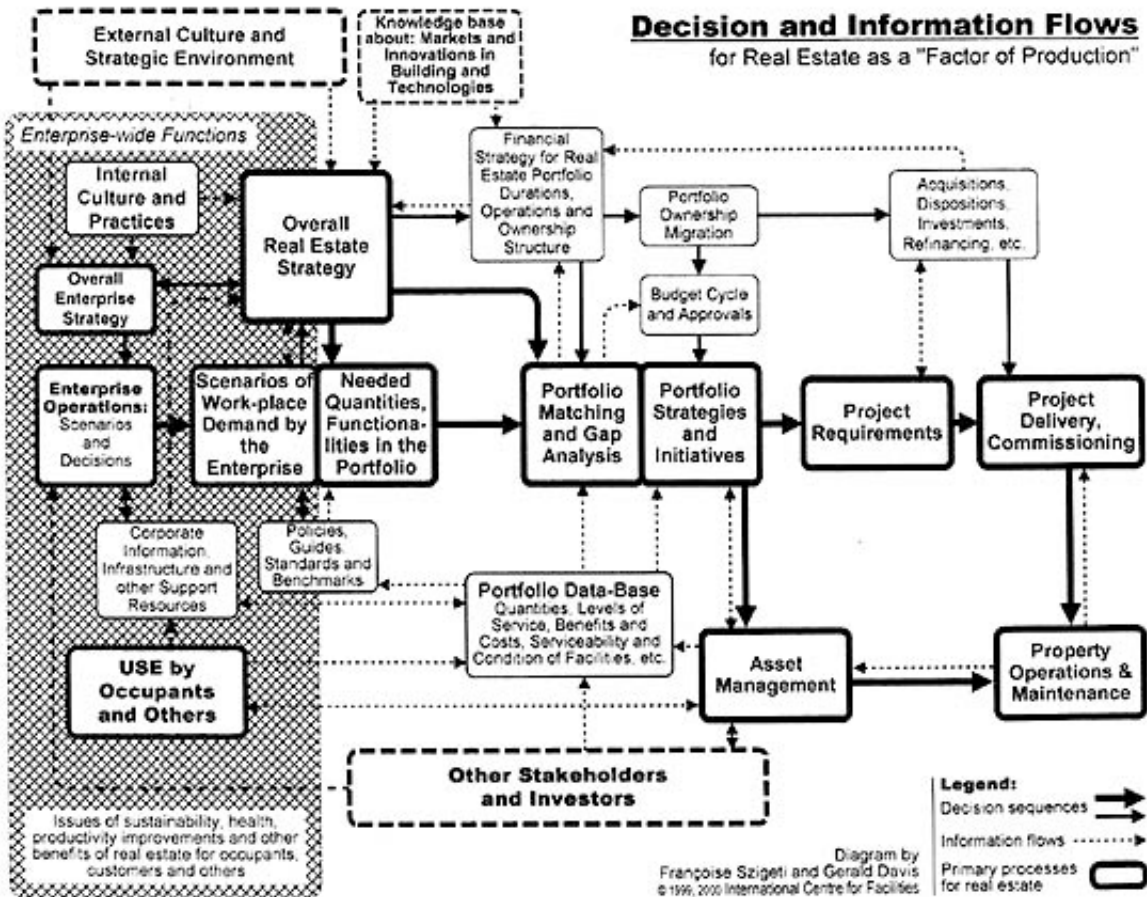 Decision and Information Flows
for Real Estate as a "Factor of Production"
External Culture and
Strategic Environment
Knowledge base
about: Markets and
Innovations in
Building and
Technologies
Enterprise-wide Functions
Internal
Culture and
Practices
Overall
Real Estate
Strategy
Financial
Strategy for Real
Estate Portfolio
Durations,
Operations and
Ownership
Structure
Portfolio
Ownership
Migration
Acquisitions,
Dispositions,
Investments,
Refinancing, etc.
Overall
Enterprise
Strategy
Budget Cycle
and Approvals
Enterprise
Operations:
Scenarios
and
Decisions
Scenarios of
Work-place
Demand by
the
Enterprise
Needed
Quantities,
Functiona-
lities in the
Portfolio
Portfolio
Matching
and Gap
Analysis
Portfolio
Strategies
and
Initiatives
Project
Requirements
Project
Delivery,
Commissioning
Corporate
Information,
Infrastructure and
other Support
Resources
Policies,
Guides,
Standards and
Benchmarks
Portfolio Data-Base
Quantities, Levels of
Service, Benefits and
Costs, Serviceability and
Condition of Facilities, etc.
USE by
Occupants
and Others
Asset
Management
Property
Operations &
Maintenance
Other Stakeholders
and Investors
Issues of sustainability, health,
productivity improvements and other
benefits of real estate for occupants,
customers and others
Diagram by
Françoise Szigeti and Gerald Davis
© 1999, 2000 International Centre for Facilities
Legend:
Decision sequences
Information flows
Primary processes
for real estate